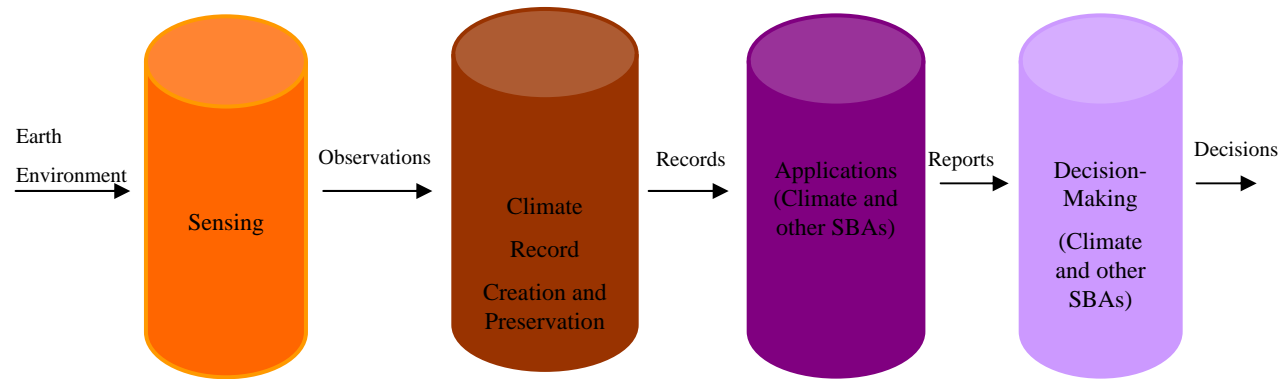 Earth
Environment
Sensing
Observations
Climate
Record
Creation and
Preservation
Records
Applications
(Climate and
other SBAs)
Reports
Decision-
Making
(Climate
and other
SBAs)
Decisions